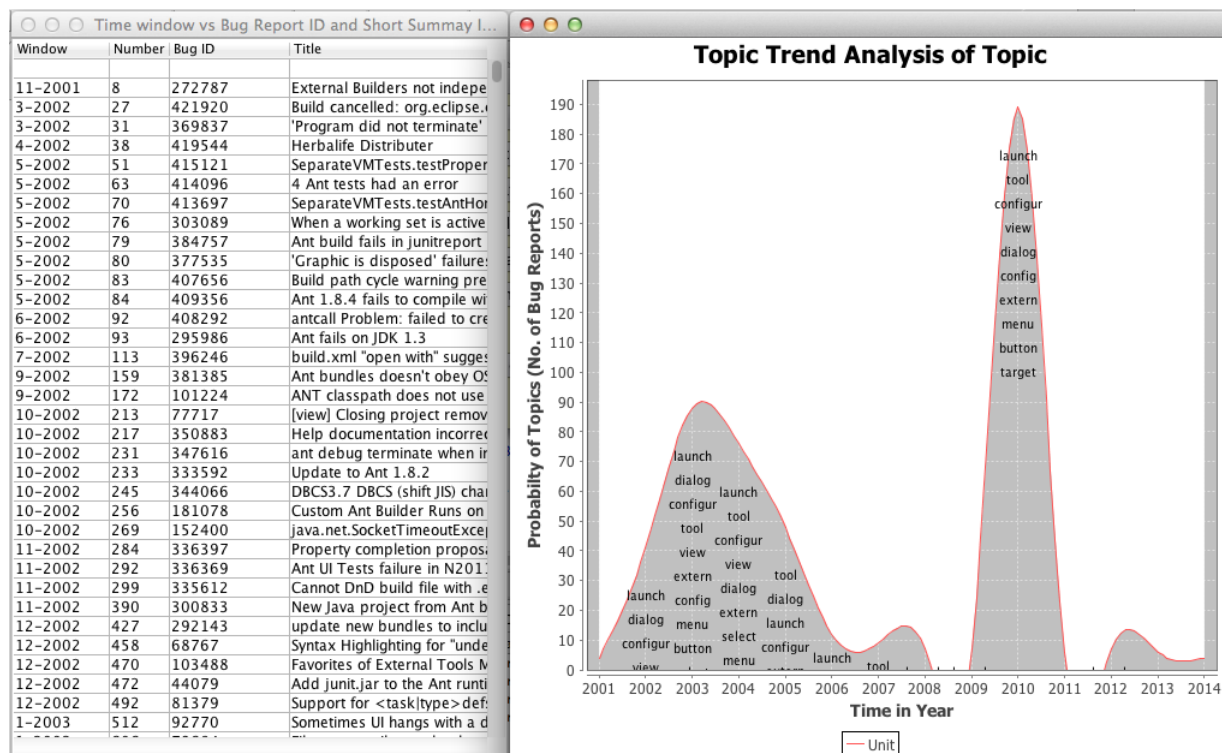 Time window vs Bug Report ID and Short Summay I...
Window Number Bug ID Title
11-2001 8 272787 External Builders not indepe
3-2002 27 421920 Build cancelled: org.eclipse.
3-2002 31 369837 'Program did not terminate'
4-2002 38 419544 Herbalife Distributer
5-2002 51 415121 SeparateVMTests.testProper
5-2002 63 414096 4 Ant tests had an error
5-2002 70 413697 SeparateVMTests.testAntHor
5-2002 76 303089 When a working set is active
5-2002 79 384757 Ant build fails in junitreport
5-2002 80 377535 'Graphic is disposed' failures
5-2002 83 407656 Build path cycle warning pre
5-2002 84 409356 Ant 1.8.4 fails to compile wi
6-2002 92 408292 antcall Problem: failed to cre
6-2002 93 295986 Ant fails on JDK 1.3
7-2002 113 396246 build.xml "open with" sugges
9-2002 159 381385 Ant bundles doesn't obey OS
9-2002 172 101224 ANT classpath does not use
10-2002 213 77717 [view] Closing project remov
10-2002 217 350883 Help documentation incorrec
10-2002 231 347616 ant debug terminate when in
10-2002 233 333592 Update to Ant 1.8.2
10-2002 245 344066 DBCS3.7 DBCS (shift JIS) cha
10-2002 256 181078 Custom Ant Builder Runs on
10-2002 269 152400 java.net.SocketTimeoutExcep
11-2002 284 336397 Property completion proposa
11-2002 292 336369 Ant UI Tests failure in N201
11-2002 299 335612 Cannot DnD build file with .e
11-2002 390 300833 New Java project from Ant b
12-2002 427 292143 update new bundles to inclu
12-2002 458 68767 Syntax Highlighting for "unde
12-2002 470 103488 Favorites of External Tools M
12-2002 472 44079 Add junit.jar to the Ant runti
12-2002 492 81379 Support for <task|type>defs
1-2003 512 92770 Sometimes UI hangs with a d
Topic Trend Analysis of Topic
Probabilty of Topics (No. of Bug Reports)
190
180
170
160
150
140
130
120
110
100
90
80
70
60
50
40
30
20
10
0
launch
dialog
configur
view
launch
dialog
configur
tool
view
extern
config
menu
button
launch
tool
configur
view
dialog
extern
select
menu
tool
dialog
launch
configur
extern
launch
tool
launch
tool
configur
view
dialog
config
extern
menu
button
target
2001 2002 2003 2004 2005 2006 2007 2008 2009 2010 2011 2012 2013 2014
Time in Year
Unit